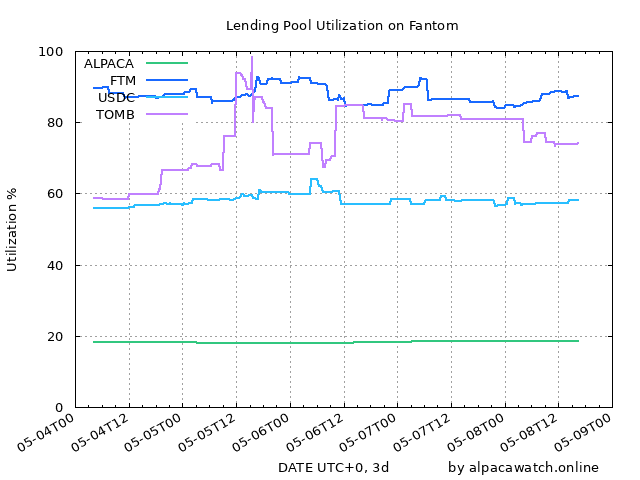 Lending Pool Utilization on Fantom
100
80
60
40
20
0
Utilization %
ALPACA
FTM
USDC
TOMB
05-04T00
05-04T12
05-05T00
05-05T12
05-06T00
05-06T12
05-07T00
05-07T12
05-08T00
05-08T12
05-09T00
DATE UTC+0, 3d
by alpacawatch.online